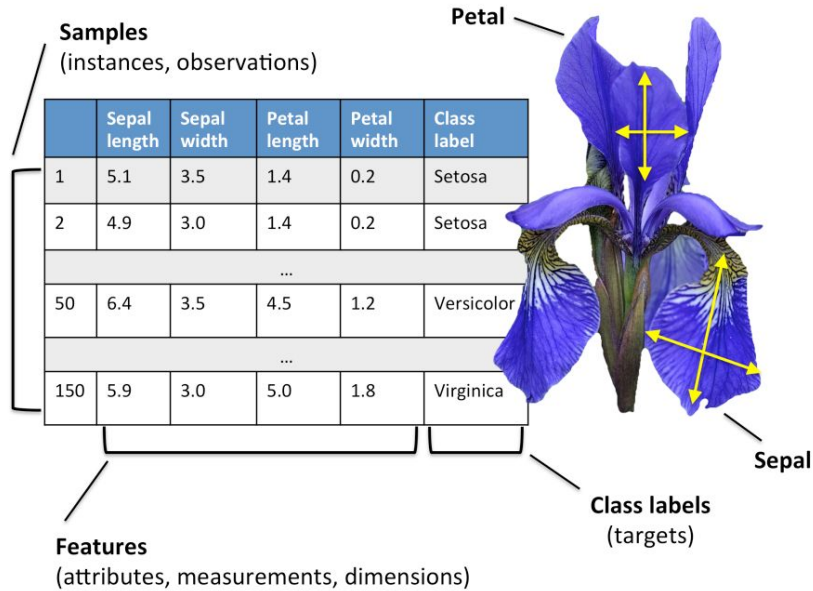 Samples
(instances, observations)
Petal
Sepal length Sepal width Petal length Petal width Class label
1 5.1 3.5 1.4 0.2 Setosa
2 4.9 3.0 1.4 0.2 Setosa
...
50 6.4 3.5 4.5 1.2 Versicolor
...
150 5.9 3.0 5.0 1.8 Virginica
Sepal
Class labels
(targets)
Features
(attributes, measurements, dimensions)